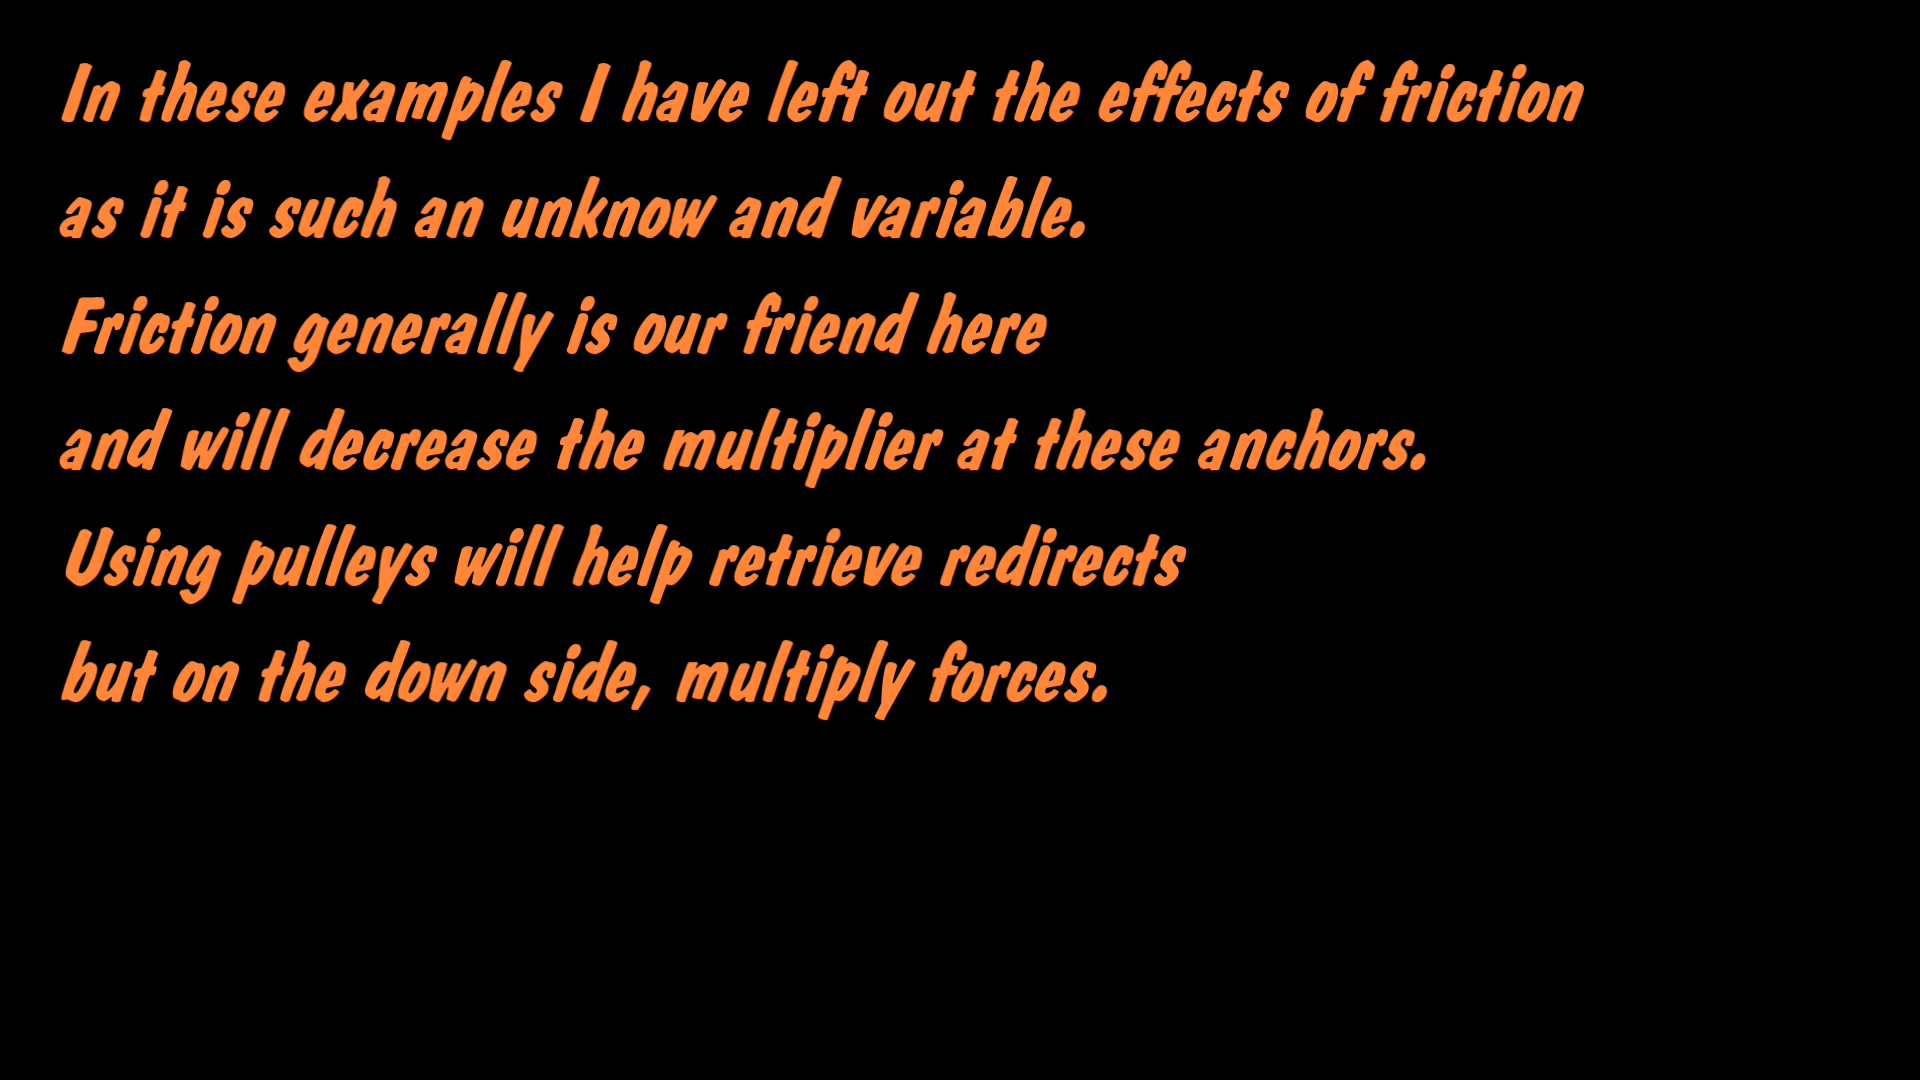 In these examples I have left out the effects of friction
as it is such an unknow and variable.
Friction generally is our friend here
and will decrease the multiplier at these anchors.
Using pulleys will help retrieve redirects
but on the down side, multiply forces.